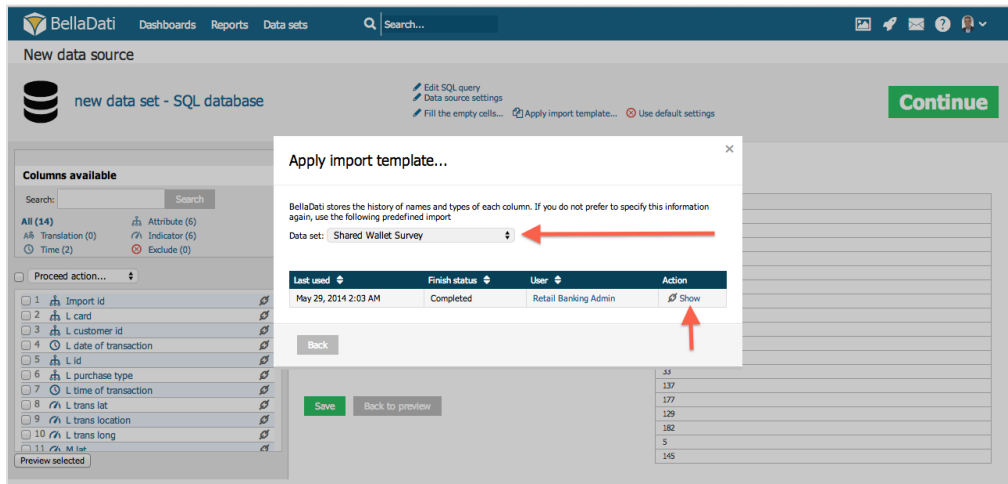 BellaDati Dashboards Reports Data sets Search...
New data source
new data set - SQL database
Edit SQL query
Data source settings
Fill the empty cells... Apply import template... Use default settings
Continue
Columns available
Search: Search
All (14) Attribute (6)
Translation (0) Indicator (6)
Time (2) Exclude (0)
Proceed action...
1 Import id
2 L card
3 L customer id
4 L date of transaction
5 L id
6 L purchase type
7 L time of transaction
8 L trans lat
9 L trans location
10 L trans long
11 M lat
Preview selected
Apply import template...
BellaDati stores the history of names and types of each column. If you do not prefer to specify this information
again, use the following predefined import
Data set: Shared Wallet Survey
Last used Finish status User Action
May 29, 2014 2:03 AM Completed Retail Banking Admin Show
Back
Save Back to preview
33
137
177
129
182
5
145